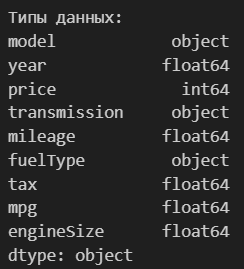 Типы данных:
model object
year float64
price int64
transmission object
mileage float64
fuelType object
tax float64
mpg float64
engineSize float64
dtype: object